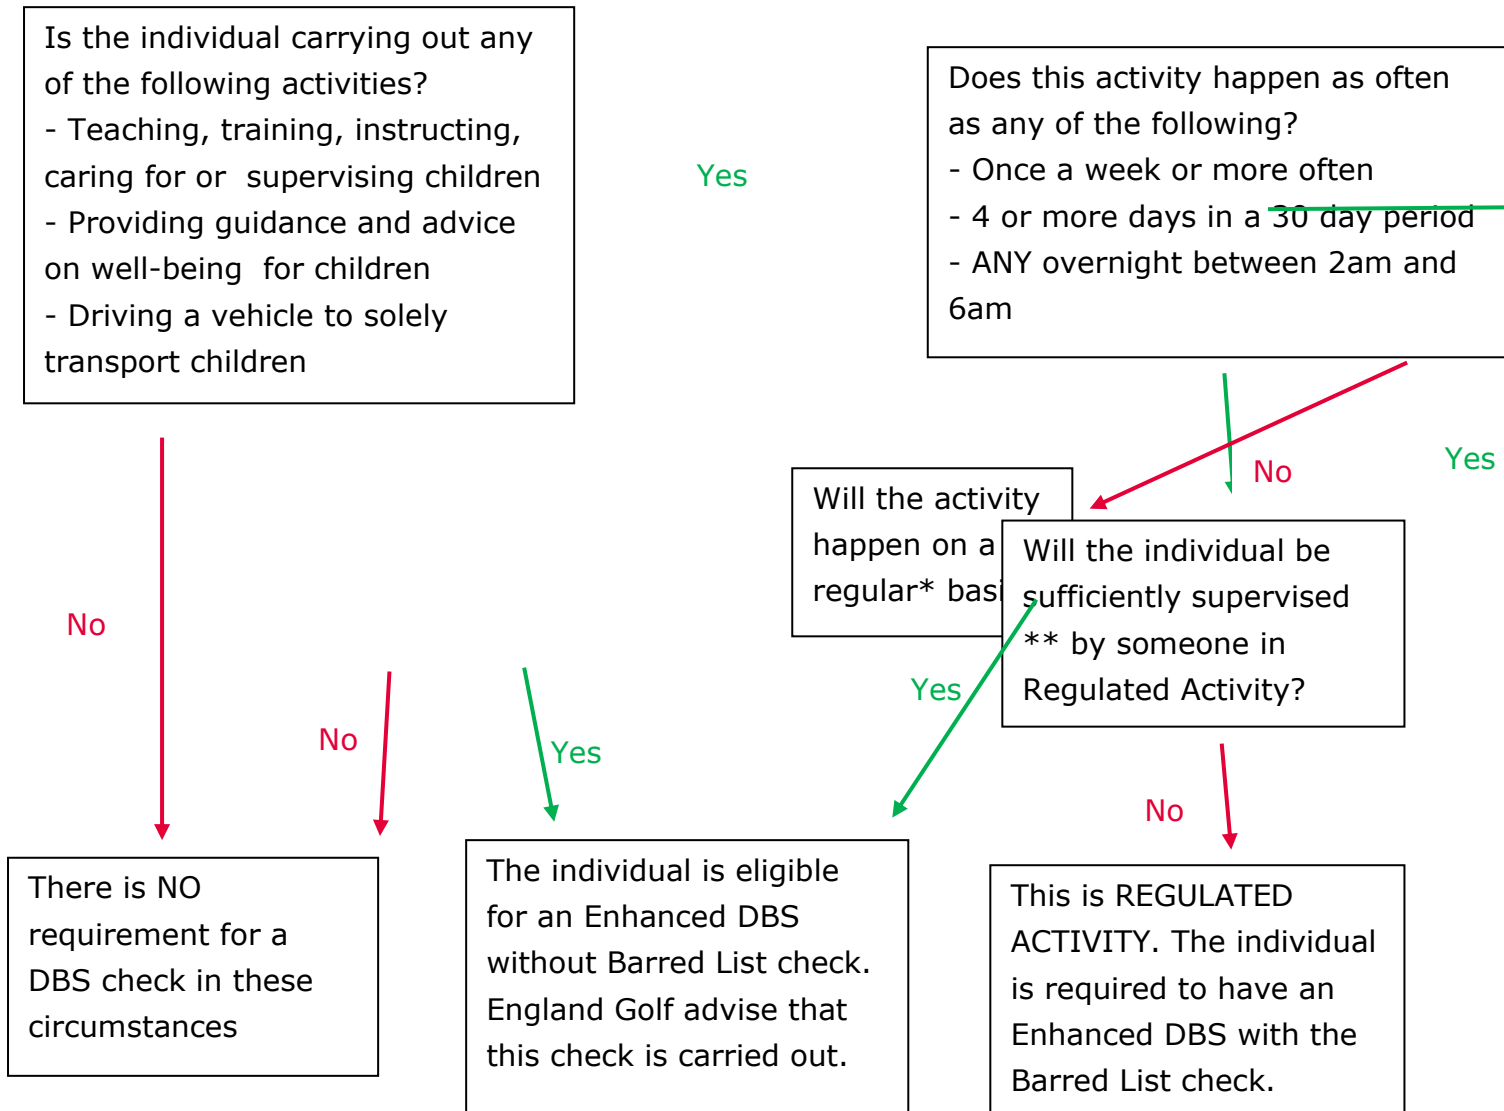 Is the individual carrying out any
of the following activities?
- Teaching, training, instructing,
caring for or  supervising children
- Providing guidance and advice
on well-being  for children
- Driving a vehicle to solely
transport children
Yes
Does this activity happen as often
as any of the following?
- Once a week or more often
- 4 or more days in a 30 day period
- ANY overnight between 2am and
6am
No
Yes
Will the activity
happen on a
regular*
Will the individual be
sufficiently supervised
** by someone in
Regulated Activity?
No
Yes
No
Yes
No
There is NO
requirement for a
DBS check in these
circumstances
The individual is eligible
for an Enhanced DBS
without Barred List check.
England Golf advise that
this check is carried out.
This is REGULATED
ACTIVITY. The individual
is required to have an
Enhanced DBS with the
Barred List check.